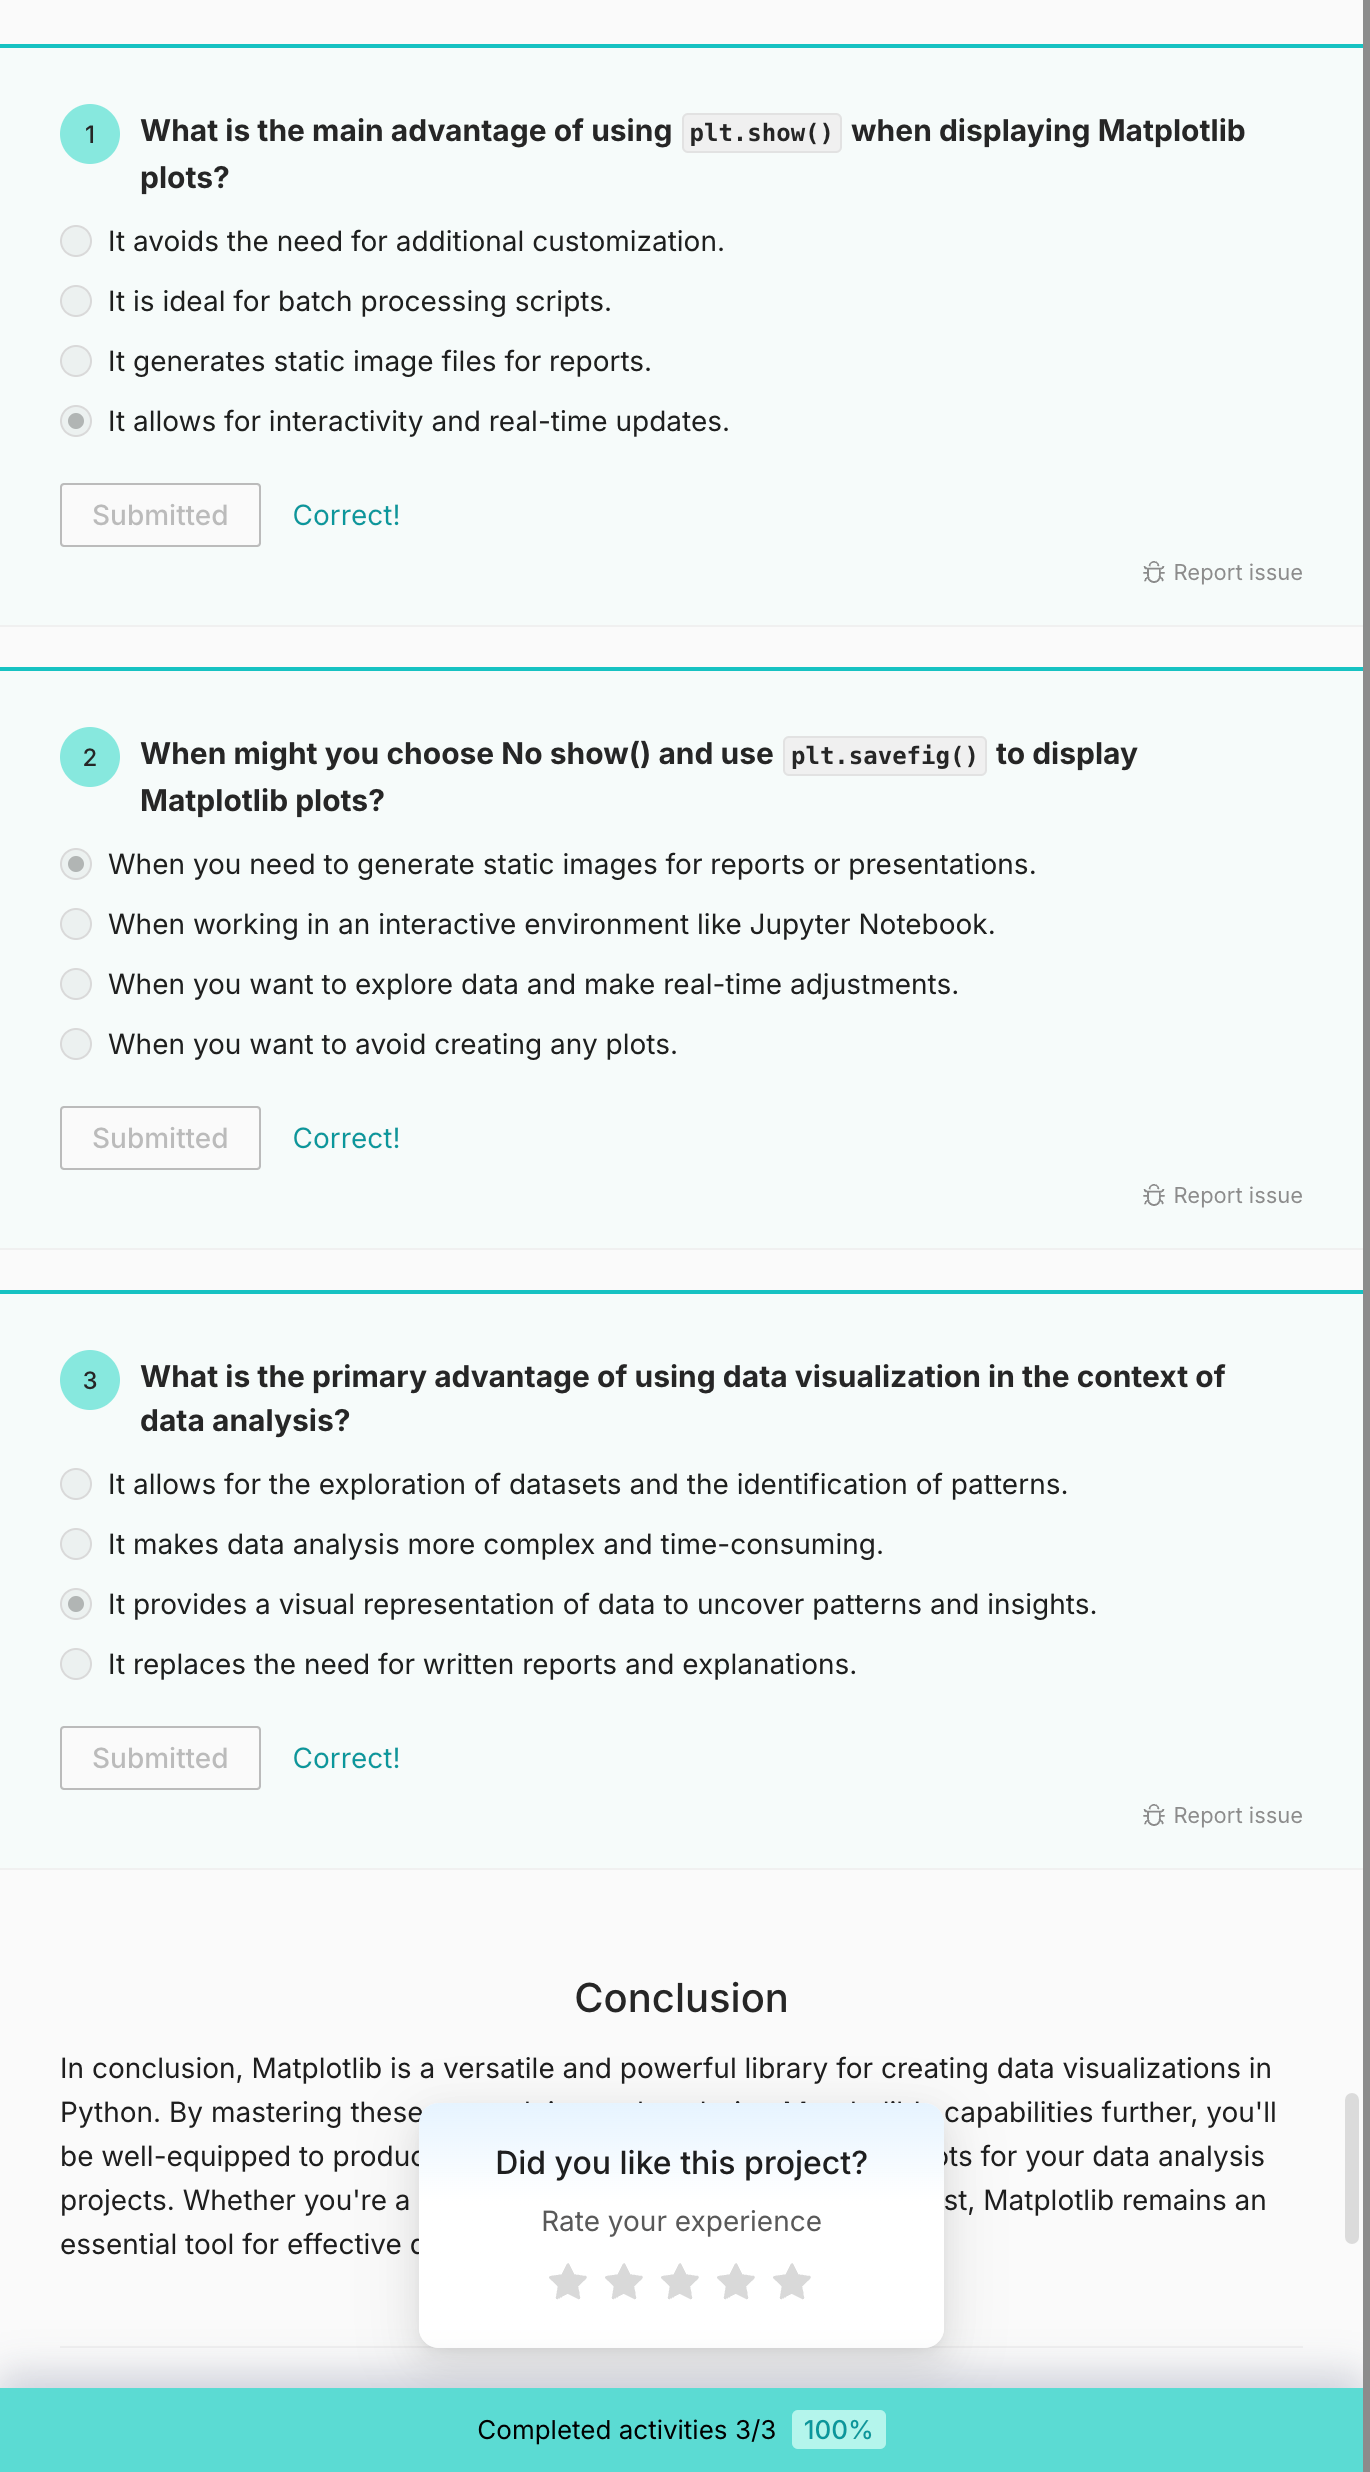 1
What is the main advantage of using plt.show() when displaying Matplotlib
plots?
It avoids the need for additional customization.
It is ideal for batch processing scripts.
It generates static image files for reports.
It allows for interactivity and real-time updates.
Submitted Correct!
Report issue
2
When might you choose No show() and use plt.savefig() to display
Matplotlib plots?
When you need to generate static images for reports or presentations.
When working in an interactive environment like Jupyter Notebook.
When you want to explore data and make real-time adjustments.
When you want to avoid creating any plots.
Submitted Correct!
Report issue
3
What is the primary advantage of using data visualization in the context of
data analysis?
It allows for the exploration of datasets and the identification of patterns.
It makes data analysis more complex and time-consuming.
It provides a visual representation of data to uncover patterns and insights.
It replaces the need for written reports and explanations.
Submitted Correct!
Report issue
Conclusion
In conclusion, Matplotlib is a versatile and powerful library for creating data visualizations in
Python. By mastering these capabilities further, you'll
be well-equipped to for your data analysis
projects. Whether you're a Matplotlib remains an
essential tool for effective
Did you like this project?
Rate your experience
Completed activities 3/3 100%